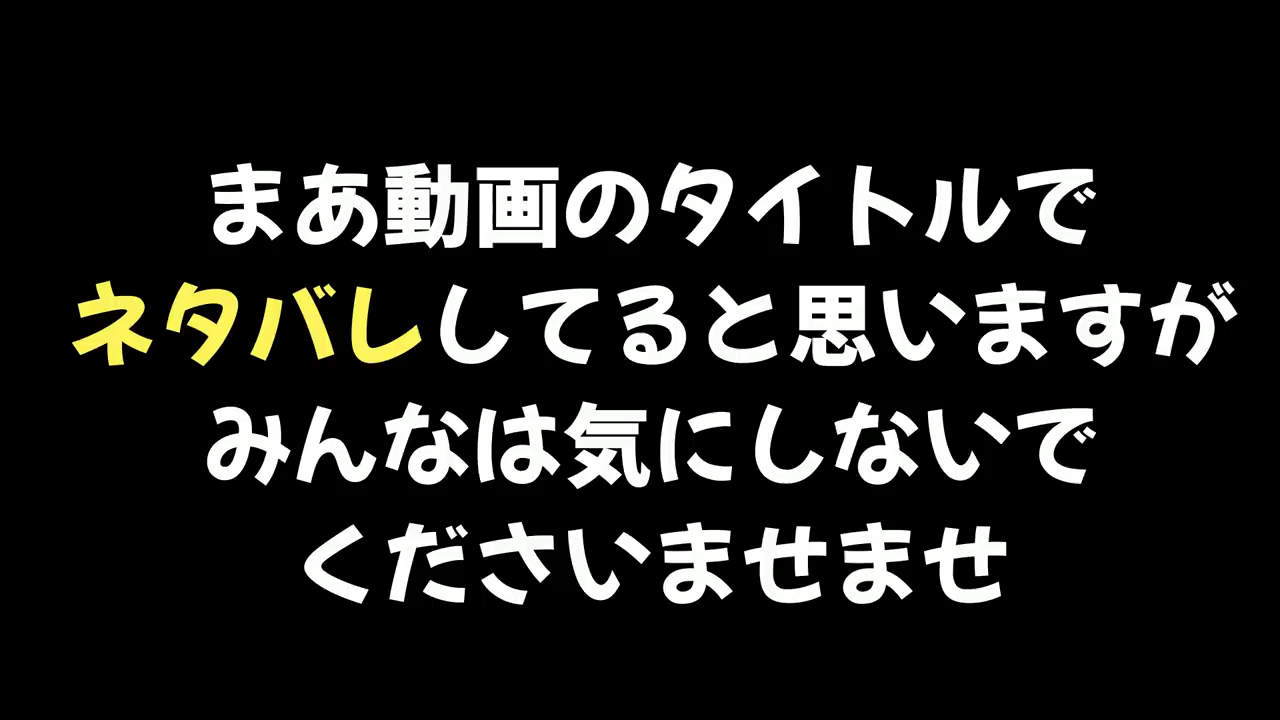 まあ動画のタイトルで
ネタバレしてると思いますが
みんなは気にしないで
くださいませませ